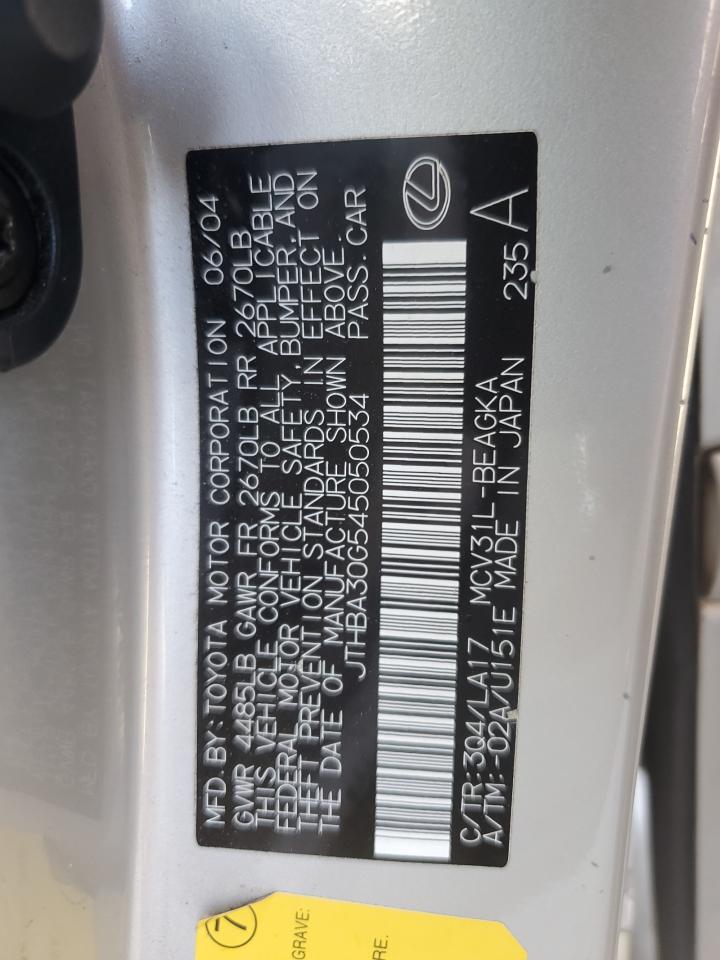 MFD.BY:TOYOTA MOTOR CORPORATION 06/04
GVWR 4485LB GAWR FR 2670LB RR 2670LB
THIS VEHICLE CONFORMS TO ALL APPLICABLE
FEDERAL MOTOR VEHICLE SAFETY,BUMPER,AND
THEFT PREVENTION STANDARDS IN EFFECT ON
THE DATE OF MANUFACTURE SHOWN ABOVE.
JTHBA30G545050534 PASS.CAR
C/TR:3Q4/LA17 MCV31L-BEAGKA
A/TM:-02A/U151E MADE IN JAPAN 235 A
7
GRAVE:
RE.